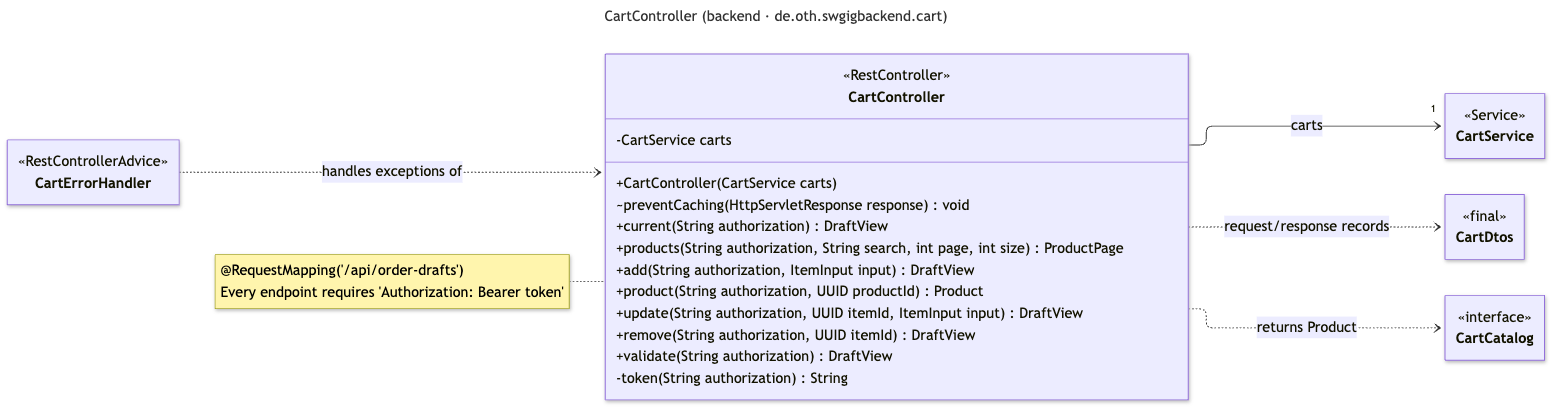 CartController (backend · de.oth.swgigbackend.cart)
«RestControllerAdvice»
CartErrorHandler
handles exceptions of
@RequestMapping('/api/order-drafts')
Every endpoint requires 'Authorization: Bearer token'
«RestController»
CartController
-CartService carts
+CartController(CartService carts)
~preventCaching(HttpServletResponse response) : void
+current(String authorization) : DraftView
+products(String authorization, String search, int page, int size) : ProductPage
+add(String authorization, ItemInput input) : DraftView
+product(String authorization, UUID productId) : Product
+update(String authorization, UUID itemId, ItemInput input) : DraftView
+remove(String authorization, UUID itemId) : DraftView
+validate(String authorization) : DraftView
-token(String authorization) : String
carts
1
«Service»
CartService
request/response records
«final»
CartDtos
returns Product
«interface»
CartCatalog